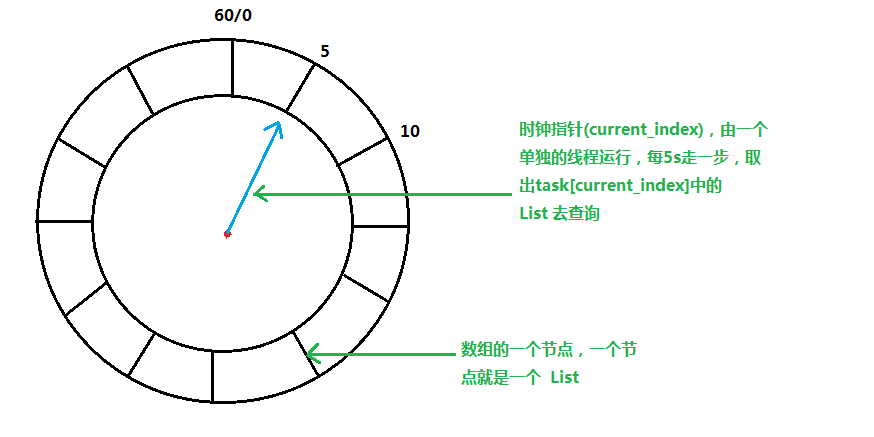 60/0
5
10
时钟指针(current_index)，由一个
单独的线程运行，每5s走一步，取
出task[current_index]中的
List 去查询
数组的一个节点，一个节
点就是一个 List